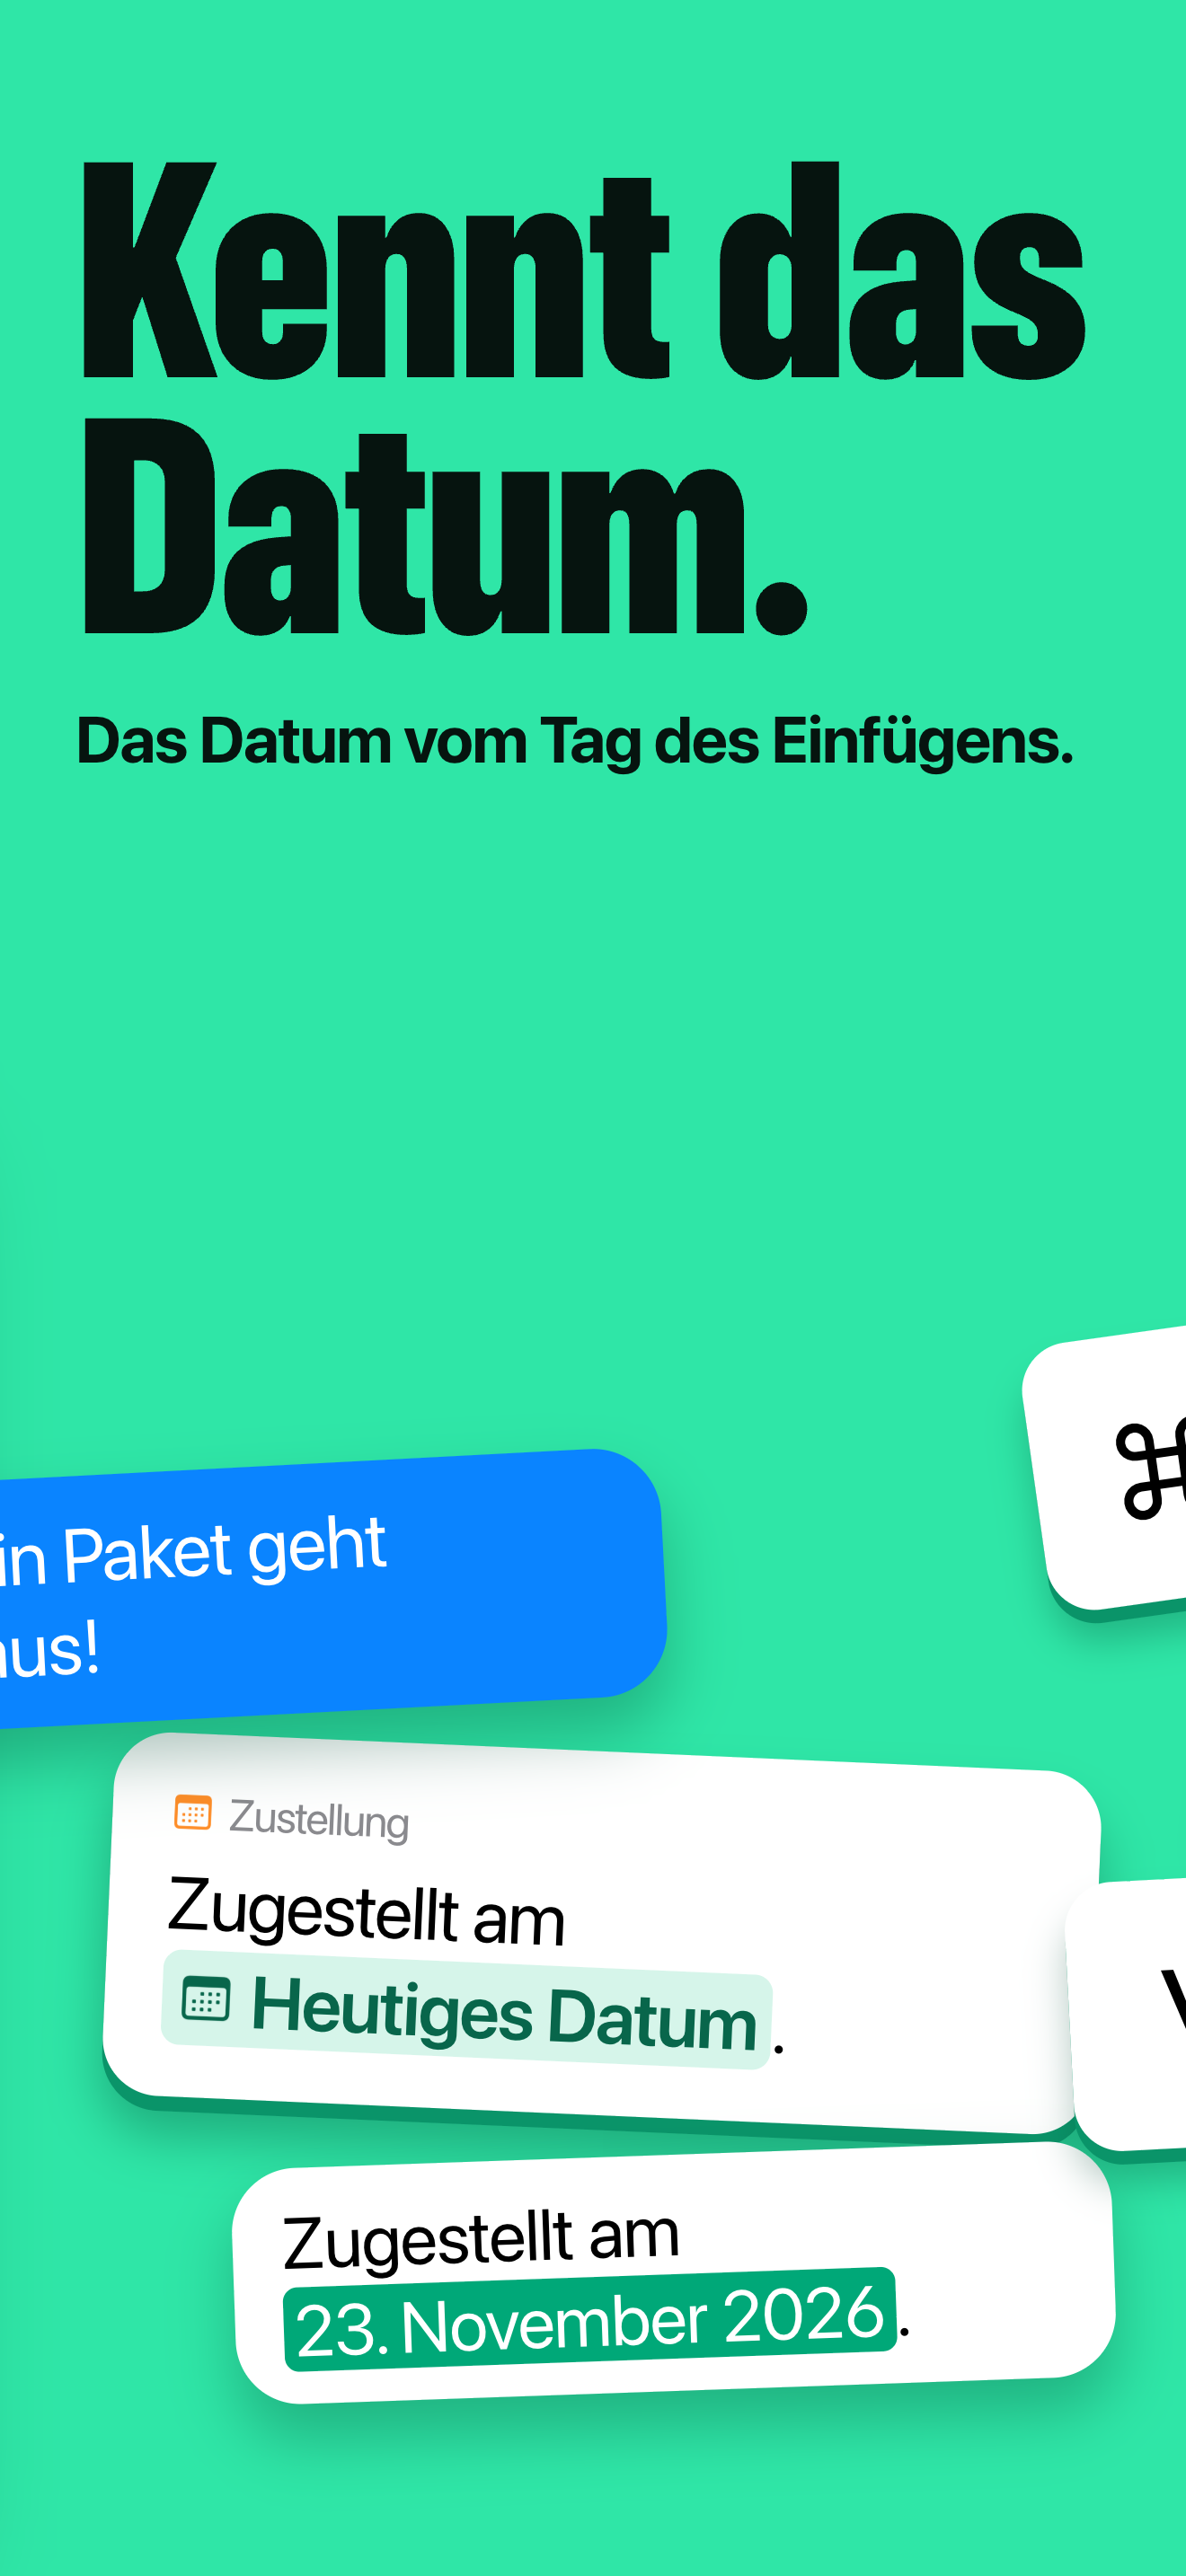 Kennt das
Datum.
Das Datum vom Tag des Einfügens.
⌘
in Paket geht
aus!
Zustellung
Zugestellt am
Heutiges Datum.
Zugestellt am
23. November 2026.